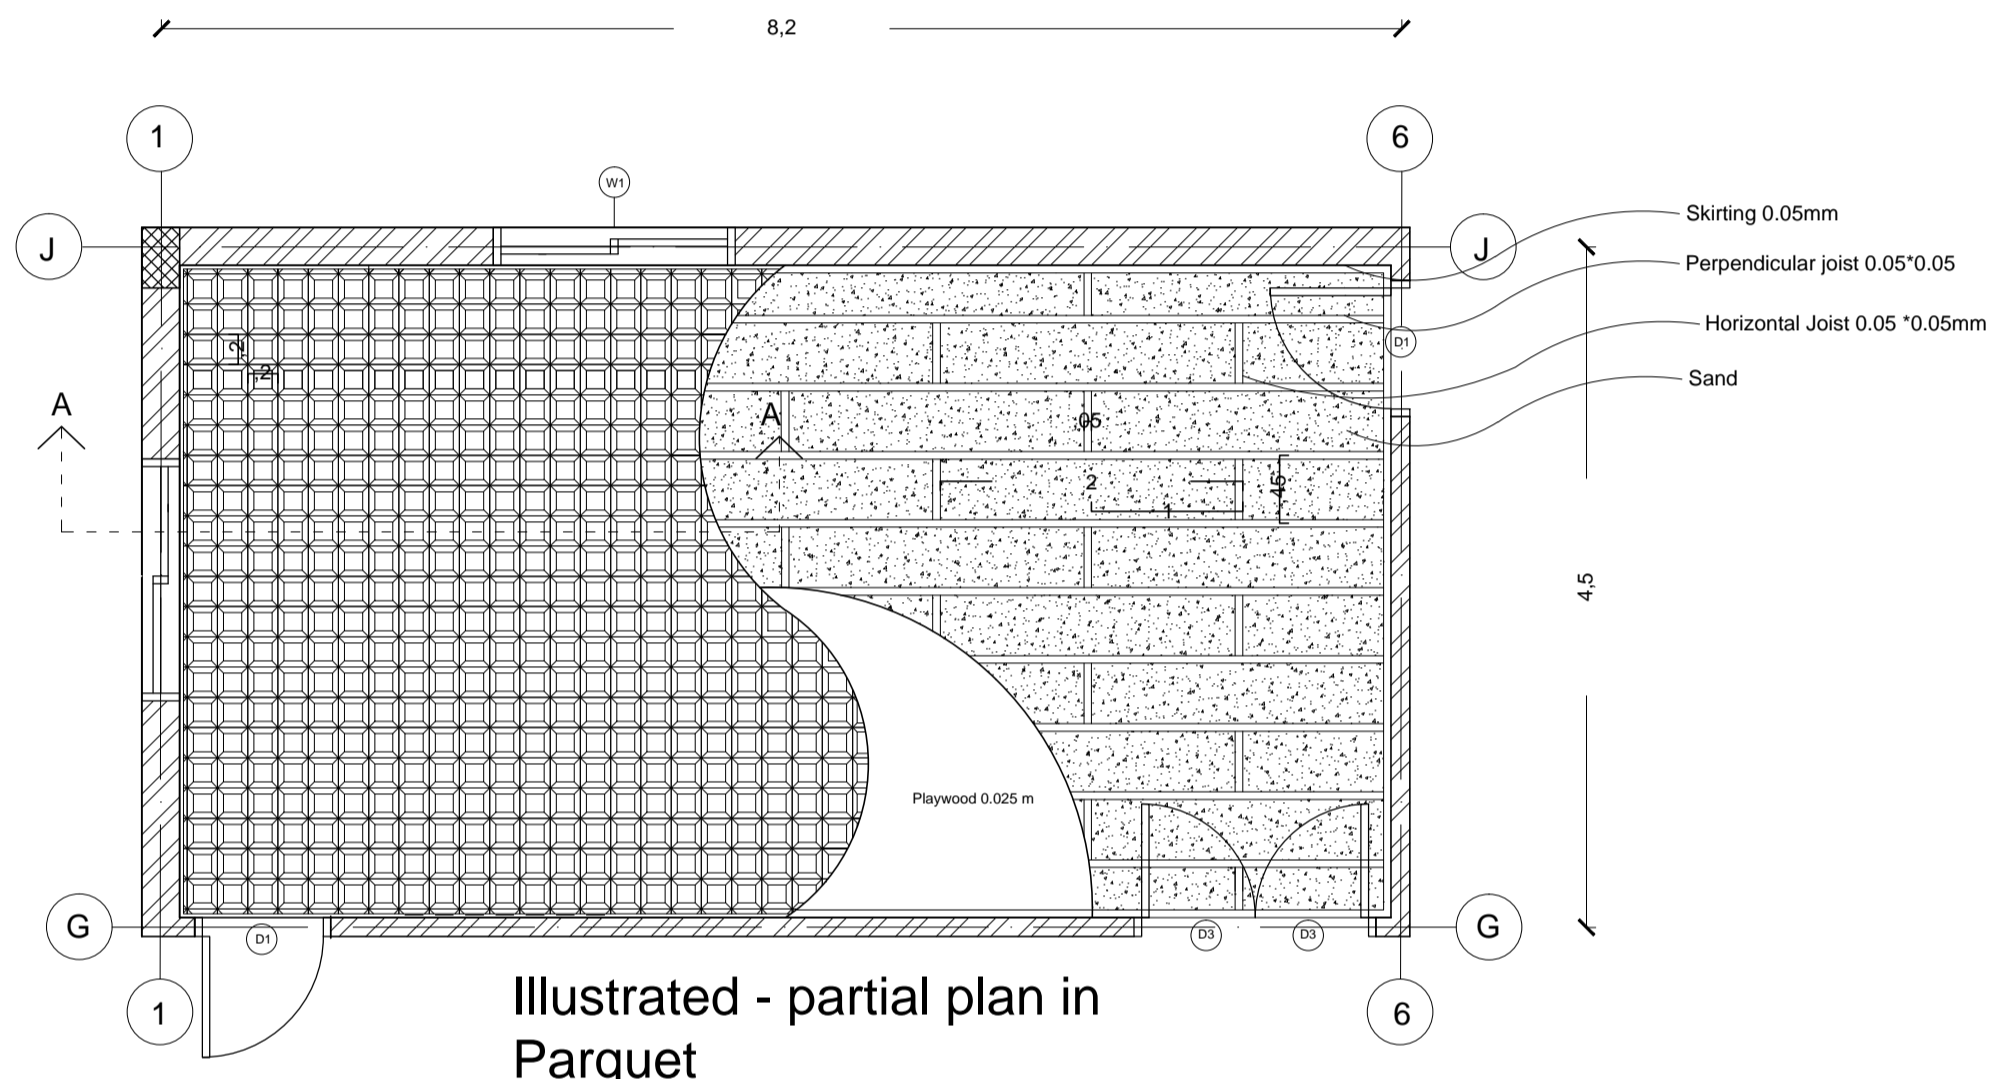 8,2
1
6
W1
J
J
Skirting 0.05mm
Perpendicular joist 0.05*0.05
Horizontal Joist 0.05 *0.05mm
D1
,2
,2
Sand
A
A
,05
2
,45
1
4,5
Playwood 0.025 m
G
G
D1
D3
D3
1
6
Illustrated - partial plan in
Parquet